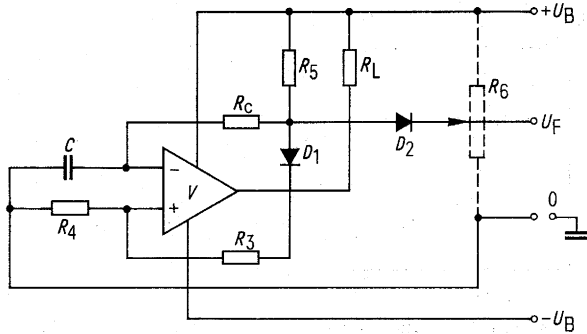 +U_B
R_5
R_L
R_6
R_c
D_2
U_F
C
D_1
−
V
+
R_4
R_3
0
−U_B